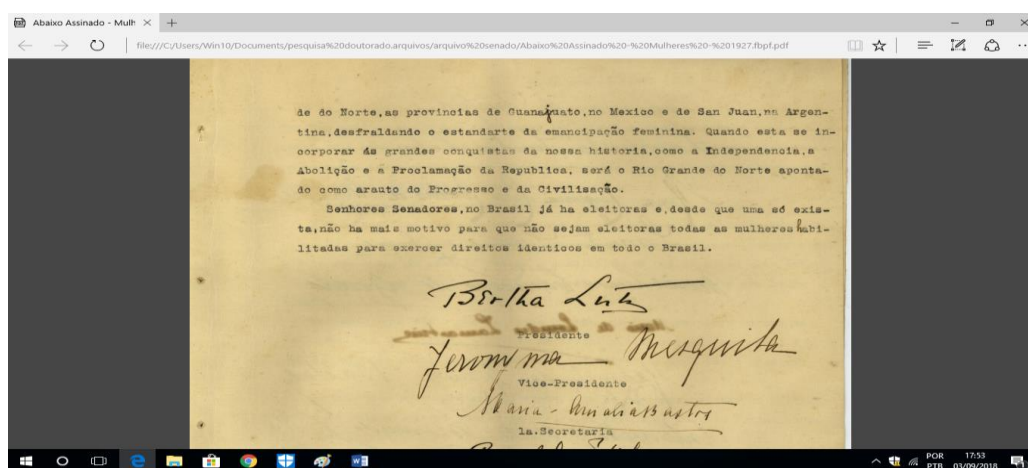 Abaixo Assinado - Mulh
file:///C:/Users/Win10/Documents/pesquisa%20doutorado.arquivos/arquivo%20senado/Abaixo%20Assinado%20-%20Mulheres%20-%201927.fbpf.pdf
de do Norte,as provincias de Guanajuato,no Mexico e de San Juan,na Argen-
tina,desfraldando o estandarte da emancipação feminina. Quando esta se in-
corporar ás grandes conquistas da nossa historia,como a Independencia,a
Abolição e a Proclamação da Republica, será o Rio Grande do Norte aponta-
do como arauto do Progresso e da Civilisação.
Senhores Senadores,no Brasil já ha eleitoras e,desde que uma só exis-
ta,não ha mais motivo para que não sejam eleitoras todas as mulheres habi-
litadas para exercer direitos identicos em todo o Brasil.
Bertha Lutz
Presidente
Jeronyma Mesquita
Vice-Presidente
Maria - Amalia Bastos
1a.Secretaria
POR
PTB
17:53
03/09/2018